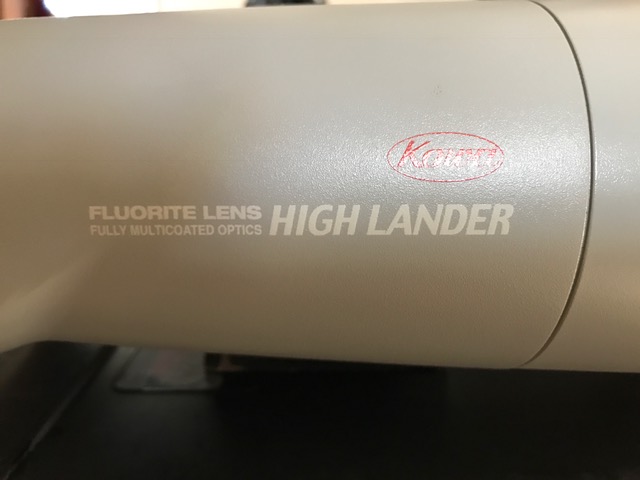 Kowa
FLUORITE LENS
FULLY MULTICOATED OPTICS
HIGH LANDER